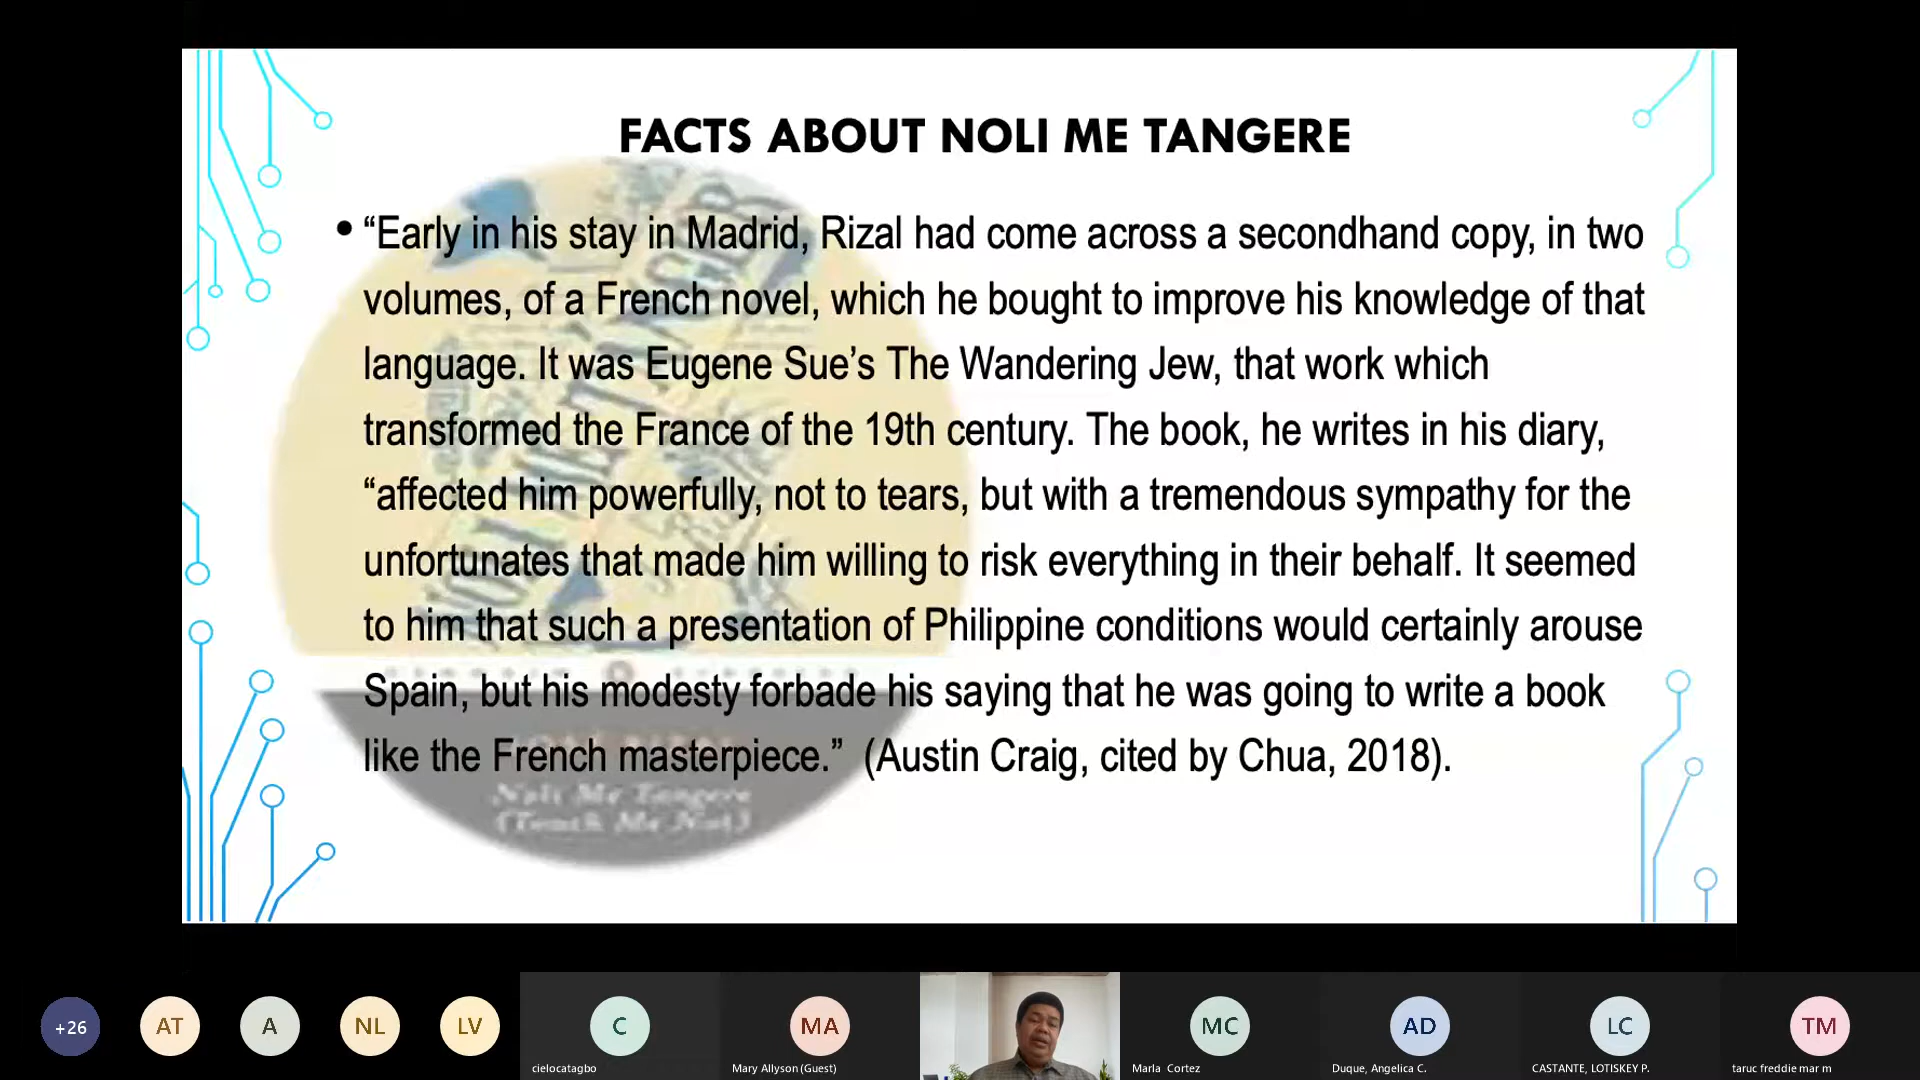 FACTS ABOUT NOLI ME TANGERE
• “Early in his stay in Madrid, Rizal had come across a secondhand copy, in two
volumes, of a French novel, which he bought to improve his knowledge of that
language. It was Eugene Sue’s The Wandering Jew, that work which
transformed the France of the 19th century. The book, he writes in his diary,
“affected him powerfully, not to tears, but with a tremendous sympathy for the
unfortunates that made him willing to risk everything in their behalf. It seemed
to him that such a presentation of Philippine conditions would certainly arouse
Spain, but his modesty forbade his saying that he was going to write a book
like the French masterpiece.” (Austin Craig, cited by Chua, 2018).
Noli Me Tangere
(Touch Me Not)
+26
AT
A
NL
LV
C
MA
MC
AD
LC
TM
cielocatagbo
Mary Allyson (Guest)
Marla Cortez
Duque, Angelica C.
CASTANTE, LOTISKEY P.
taruc freddie mar m